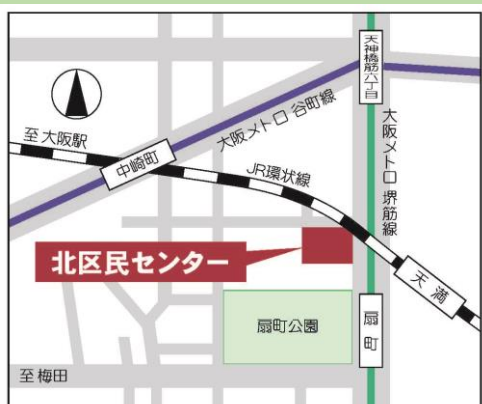 天神橋筋六丁目
大阪メトロ 谷町線
至大阪駅
中崎町
大阪メトロ 堺筋線
JR環状線
北区民センター
天満
扇町公園
扇町
至梅田